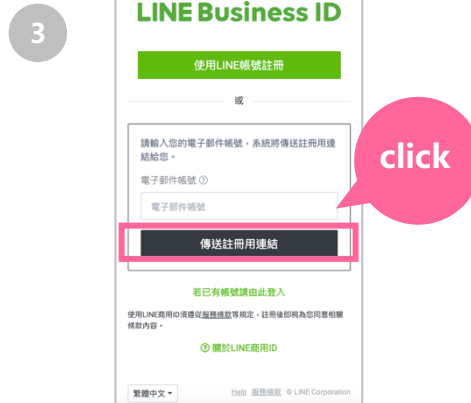 3
LINE Business ID
使用LINE帳號註冊
或
請輸入您的電子郵件帳號，系統將傳送註冊用連
結給您。
電子郵件帳號 ?
電子郵件帳號
click
傳送註冊用連結
若已有帳號請由此登入
使用LINE商用ID須遵從服務條款等規定，註冊後即視為您同意相關
條款內容。
? 關於LINE商用ID
繁體中文
Help 服務條款 © LINE Corporation